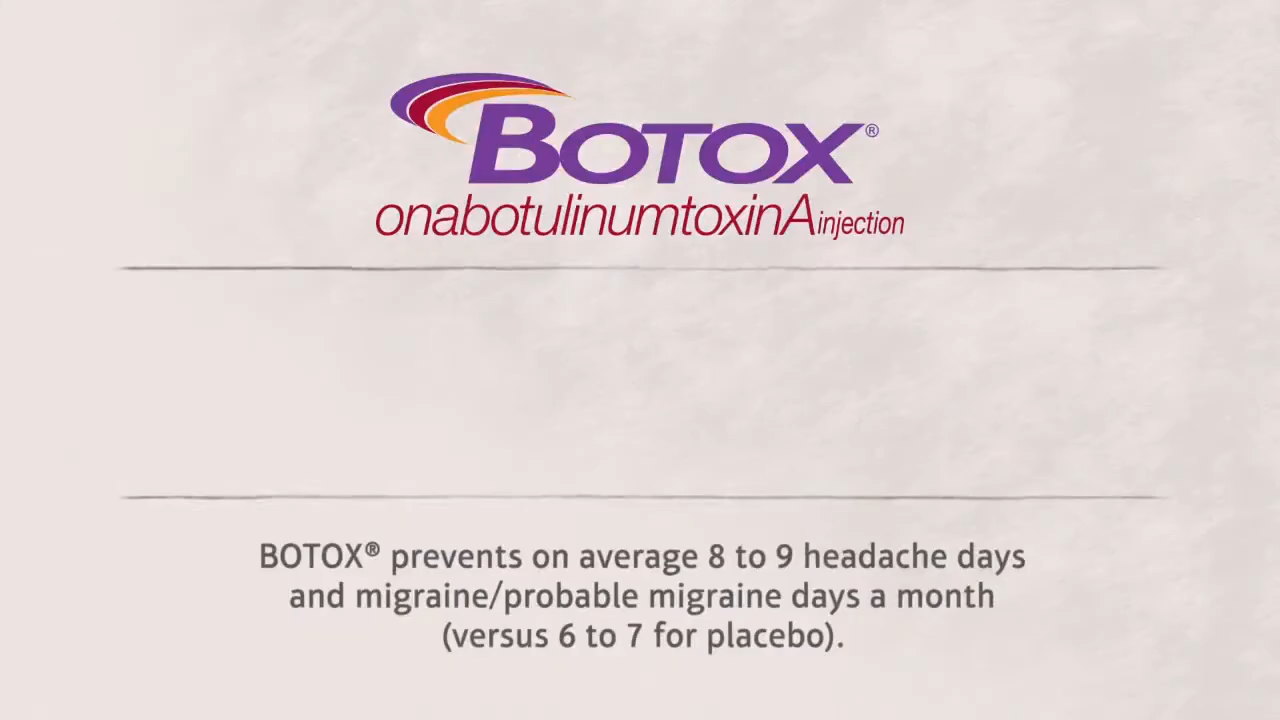 BOTOX®
onabotulinumtoxinA injection
BOTOX® prevents on average 8 to 9 headache days
and migraine/probable migraine days a month
(versus 6 to 7 for placebo).